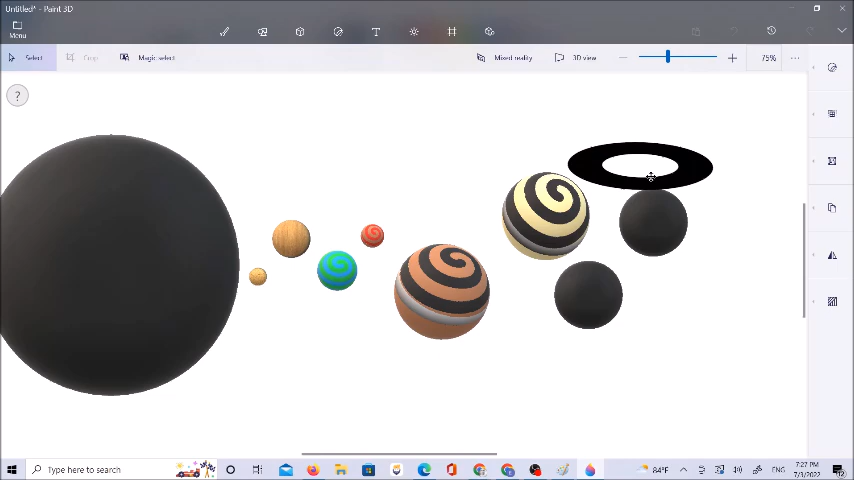 Untitled* - Paint 3D
Menu
Select
Crop
Magic select
Mixed reality
3D view
75%
?
Type here to search
84°F
ENG
7:27 PM
7/3/2022
12